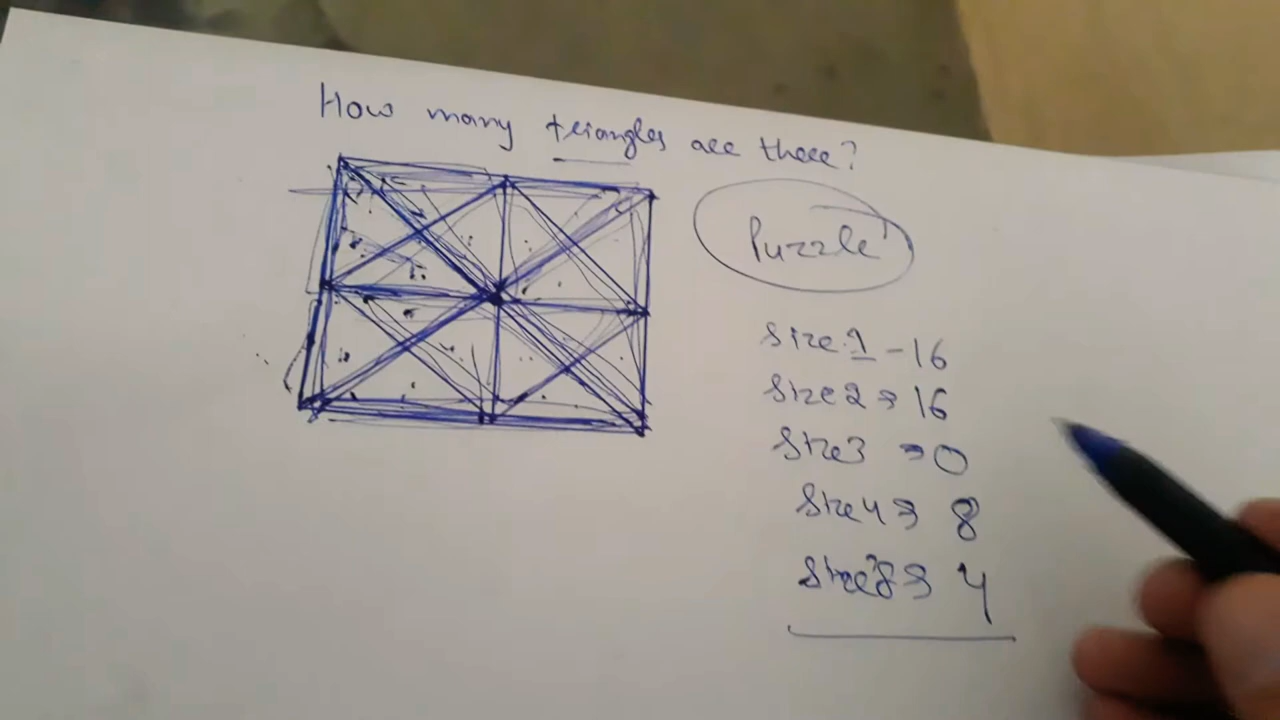 How many triangles are there?
Puzzle
Size 1 - 16
Size 2 → 16
Size 3 → 0
Size 4 → 8
Size 8 → 4